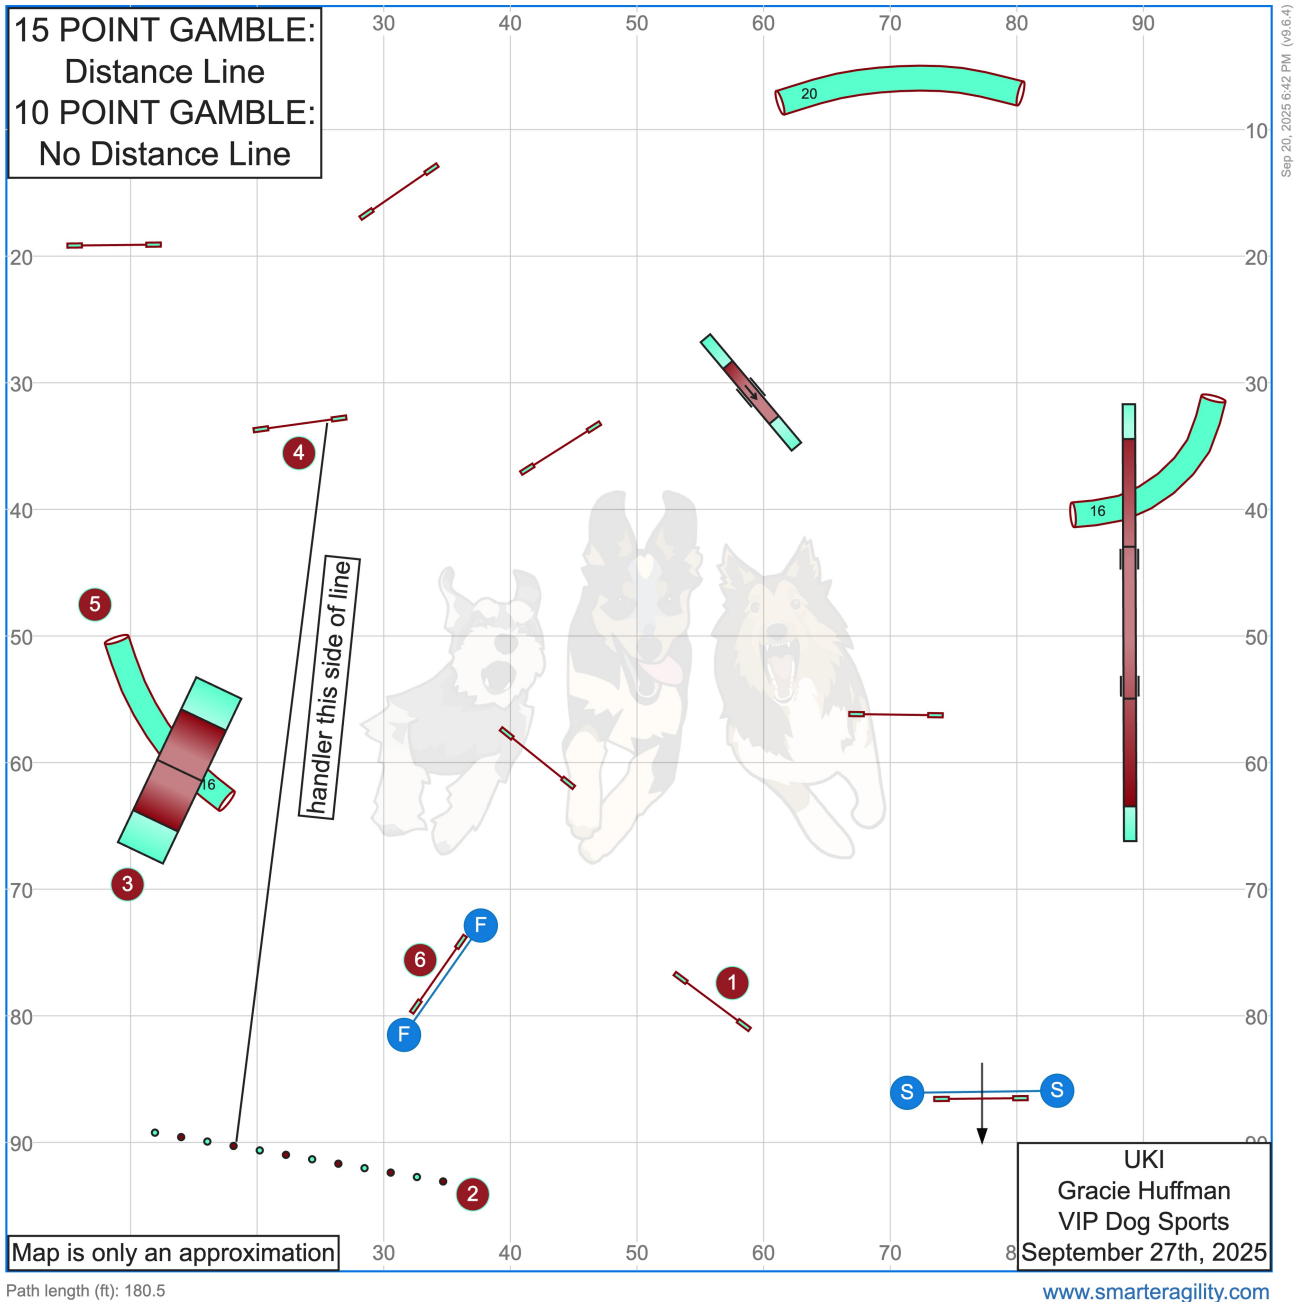 15 POINT GAMBLE:
Distance Line
10 POINT GAMBLE:
No Distance Line
30 40 50 60 70 80 90
Sep 20, 2025 6:42 PM (v9.6.4)
20
10
20 20
30 30
4
16
40 40
handler this side of line
5
50 50
60 60
16
3
70 70
F
6
1
80 80
F
S S
90 90
2
UKI
Gracie Huffman
VIP Dog Sports
September 27th, 2025
Map is only an approximation
30 40 50 60 70 8
Path length (ft): 180.5
www.smarteragility.com